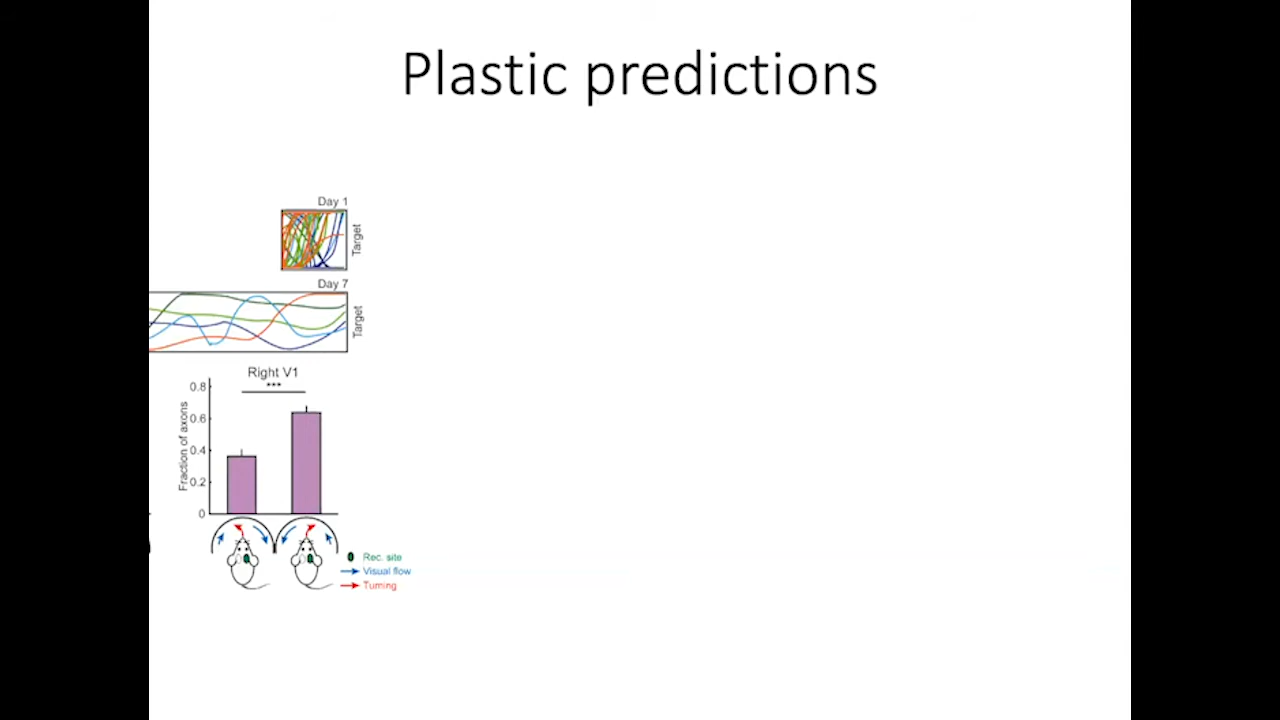 Plastic predictions
Day 1
Target
Day 7
Target
Right V1
***
Fraction of axons
0.8
0.6
0.4
0.2
0
Rec. site
Visual flow
Turning